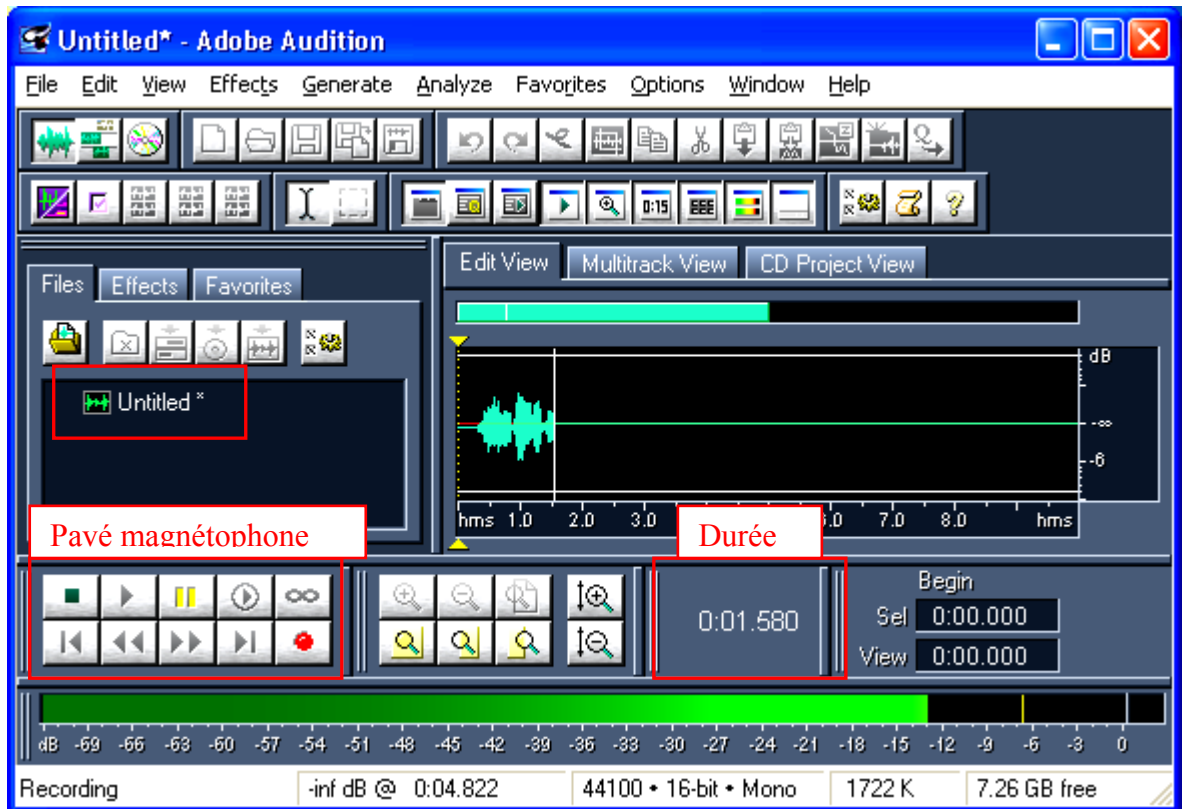 Untitled* - Adobe Audition
File Edit View Effects Generate Analyze Favorites Options Window Help
0:15
Files Effects Favorites
Edit View Multitrack View CD Project View
Untitled *
dB
-∞
-6
hms 1.0 2.0 3.0 .0 7.0 8.0 hms
Pavé magnétophone
Durée
0:01.580
Begin
Sel 0:00.000
View 0:00.000
dB -69 -66 -63 -60 -57 -54 -51 -48 -45 -42 -39 -36 -33 -30 -27 -24 -21 -18 -15 -12 -9 -6 -3 0
Recording -inf dB @ 0:04.822 44100 • 16-bit • Mono 1722 K 7.26 GB free